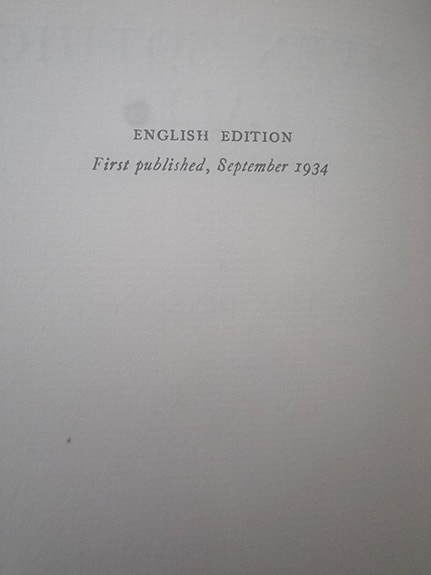 ENGLISH EDITION
First published, September 1934